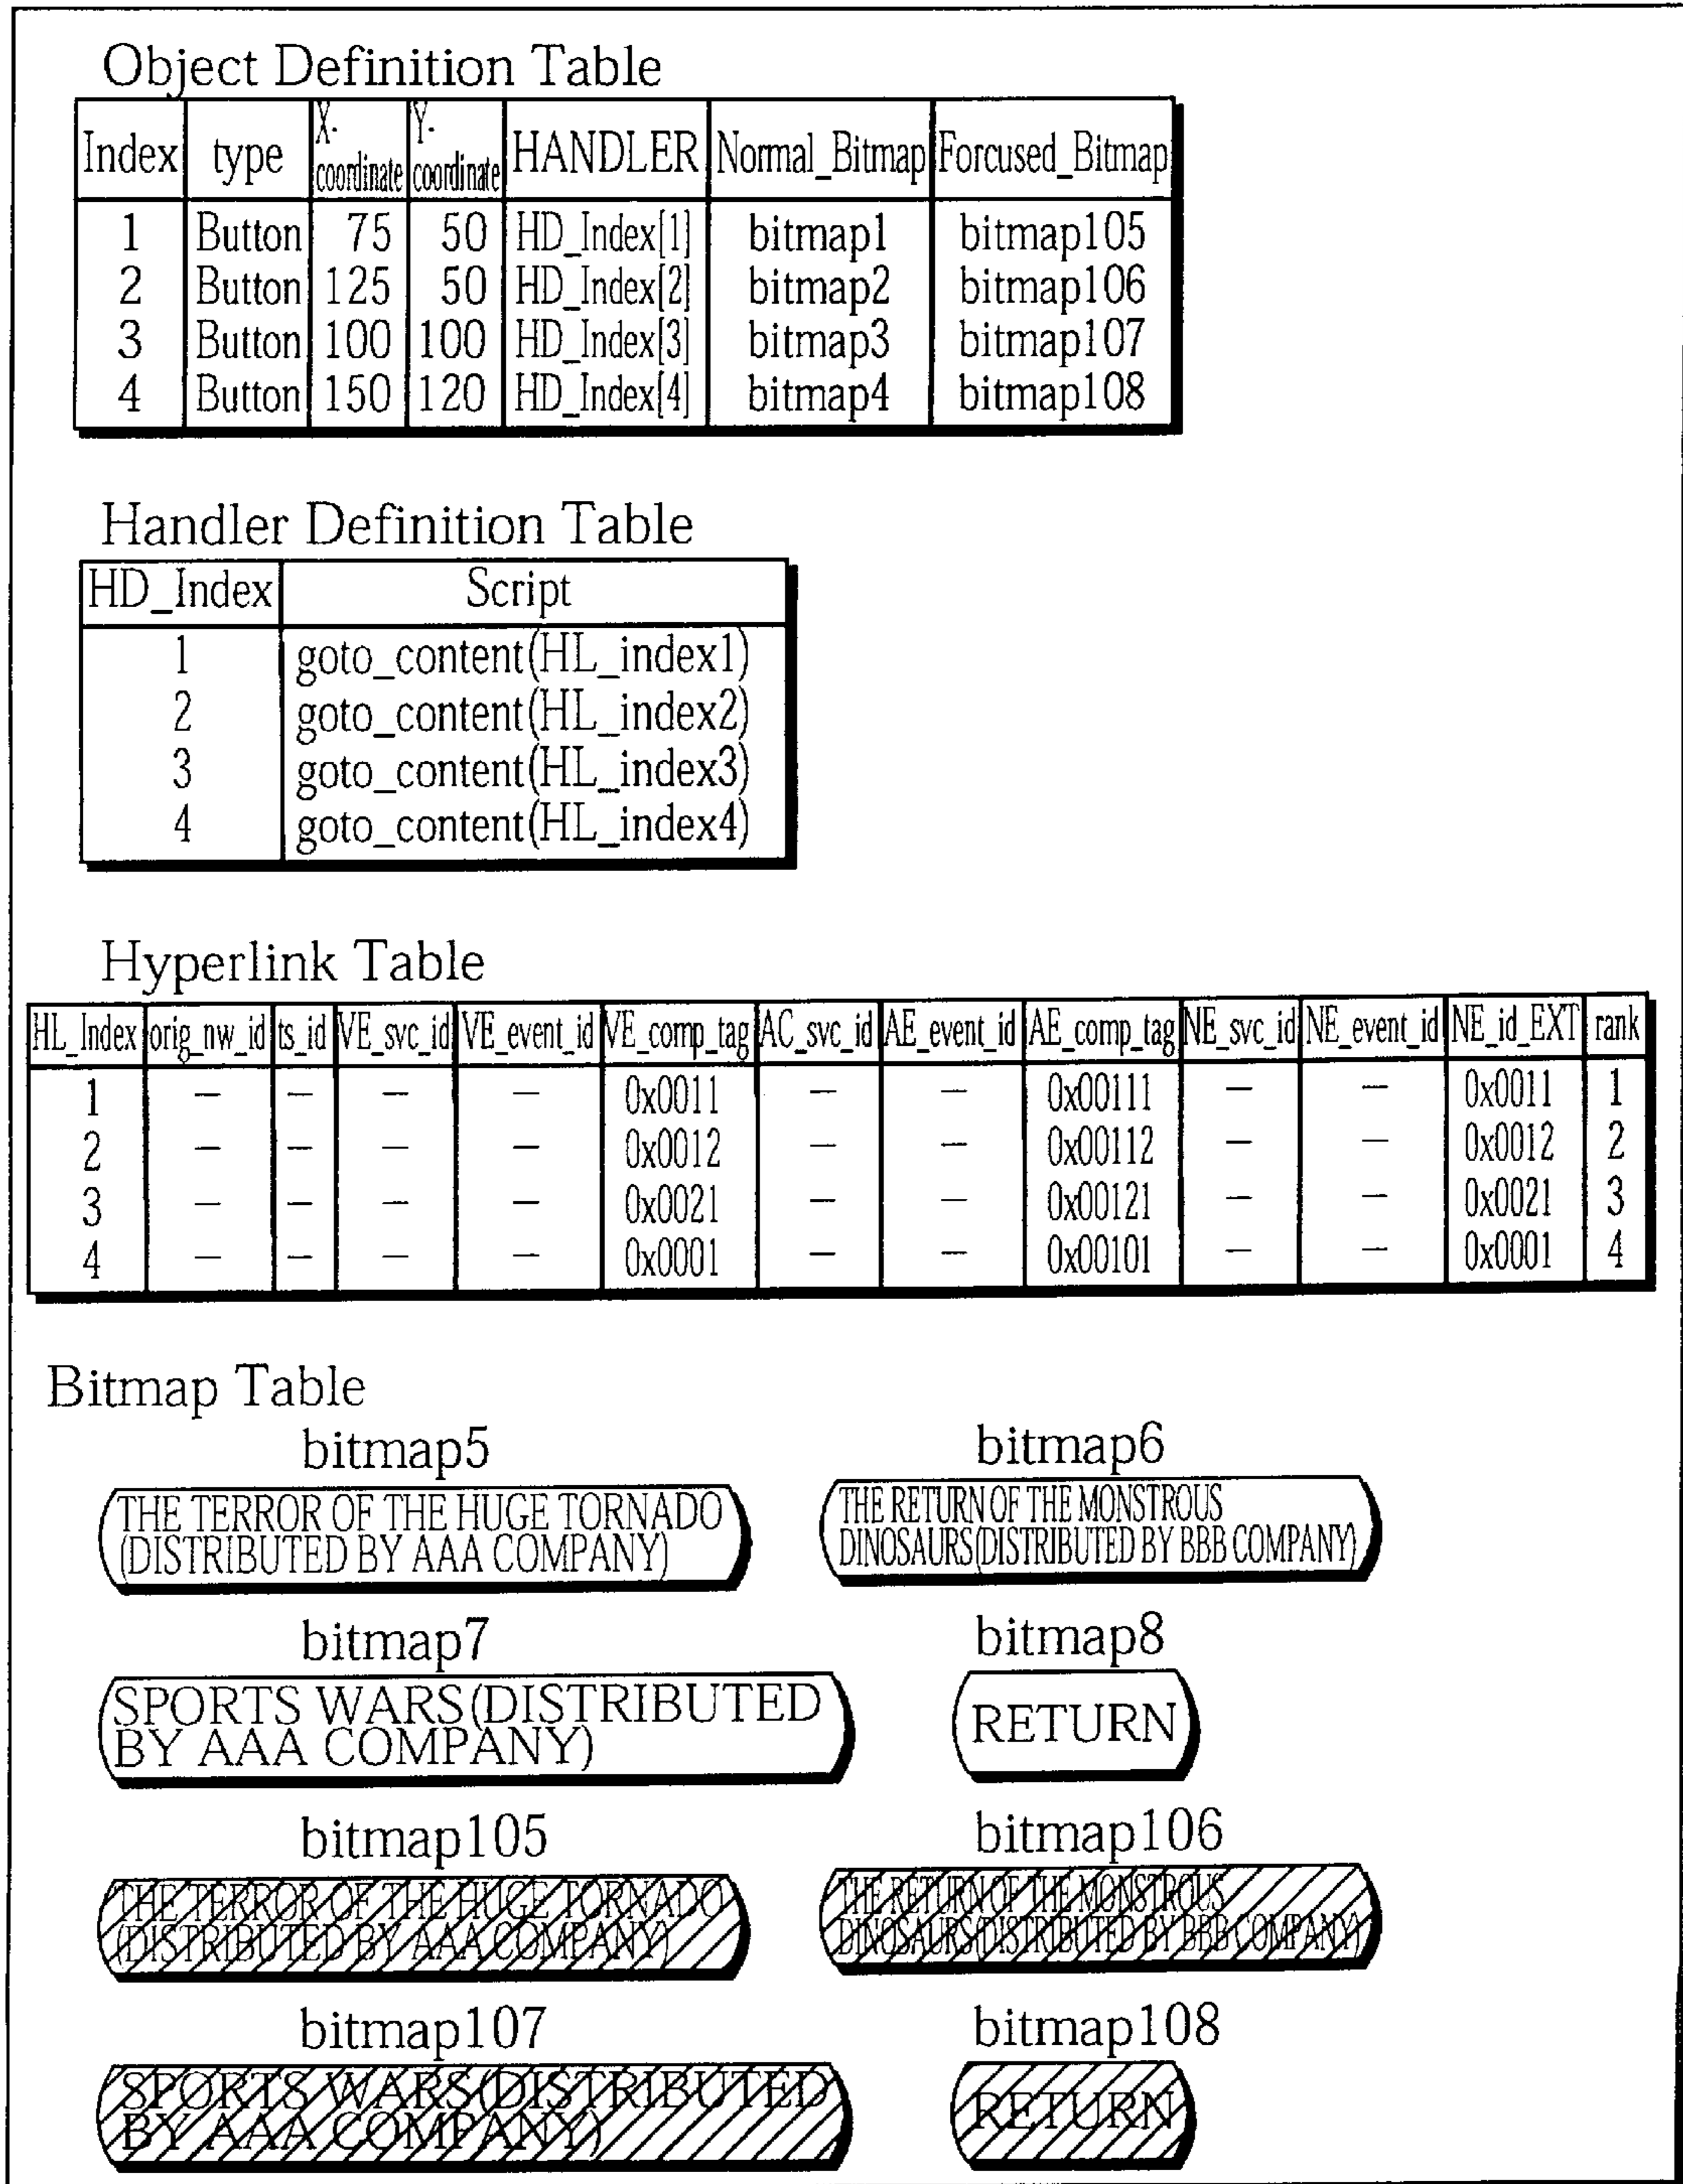 Object Definition Table
Index type X-coordinate Y-coordinate HANDLER Normal_Bitmap Forcused_Bitmap
1 Button 75 50 HD_Index[1] bitmap1 bitmap105
2 Button 125 50 HD_Index[2] bitmap2 bitmap106
3 Button 100 100 HD_Index[3] bitmap3 bitmap107
4 Button 150 120 HD_Index[4] bitmap4 bitmap108
Handler Definition Table
HD_Index Script
1 goto_content(HL_index1)
2 goto_content(HL_index2)
3 goto_content(HL_index3)
4 goto_content(HL_index4)
Hyperlink Table
HL_Index orig_nw_id ts_id VE_svc_id VE_event_id VE_comp_tag AC_svc_id AE_event_id AE_comp_tag NE_svc_id NE_event_id NE_id_EXT rank
1 — — — — 0x0011 — — 0x00111 — — 0x0011 1
2 — — — — 0x0012 — — 0x00112 — — 0x0012 2
3 — — — — 0x0021 — — 0x00121 — — 0x0021 3
4 — — — — 0x0001 — — 0x00101 — — 0x0001 4
Bitmap Table
bitmap5 bitmap6
THE TERROR OF THE HUGE TORNADO
(DISTRIBUTED BY AAA COMPANY)
THE RETURN OF THE MONSTROUS
DINOSAURS(DISTRIBUTED BY BBB COMPANY)
bitmap7 bitmap8
SPORTS WARS(DISTRIBUTED
BY AAA COMPANY)
RETURN
bitmap105 bitmap106
THE TERROR OF THE HUGE TORNADO
(DISTRIBUTED BY AAA COMPANY)
THE RETURN OF THE MONSTROUS
DINOSAURS(DISTRIBUTED BY BBB COMPANY)
bitmap107 bitmap108
SPORTS WARS(DISTRIBUTED
BY AAA COMPANY)
RETURN